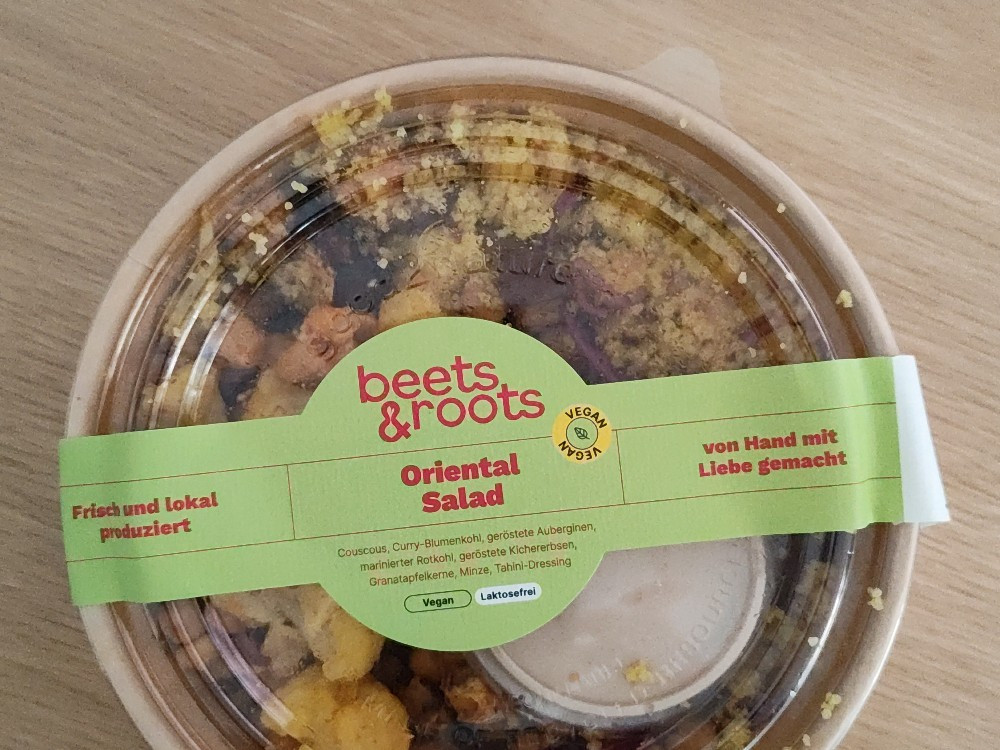 beets
&roots
VEGAN
VEGAN
Oriental
Salad
Frisch und lokal
produziert
von Hand mit
Liebe gemacht
Couscous, Curry-Blumenkohl, geröstete Auberginen,
marinierter Rotkohl, geröstete Kichererbsen,
Granatapfelkerne, Minze, Tahini-Dressing
Vegan
Laktosefrei